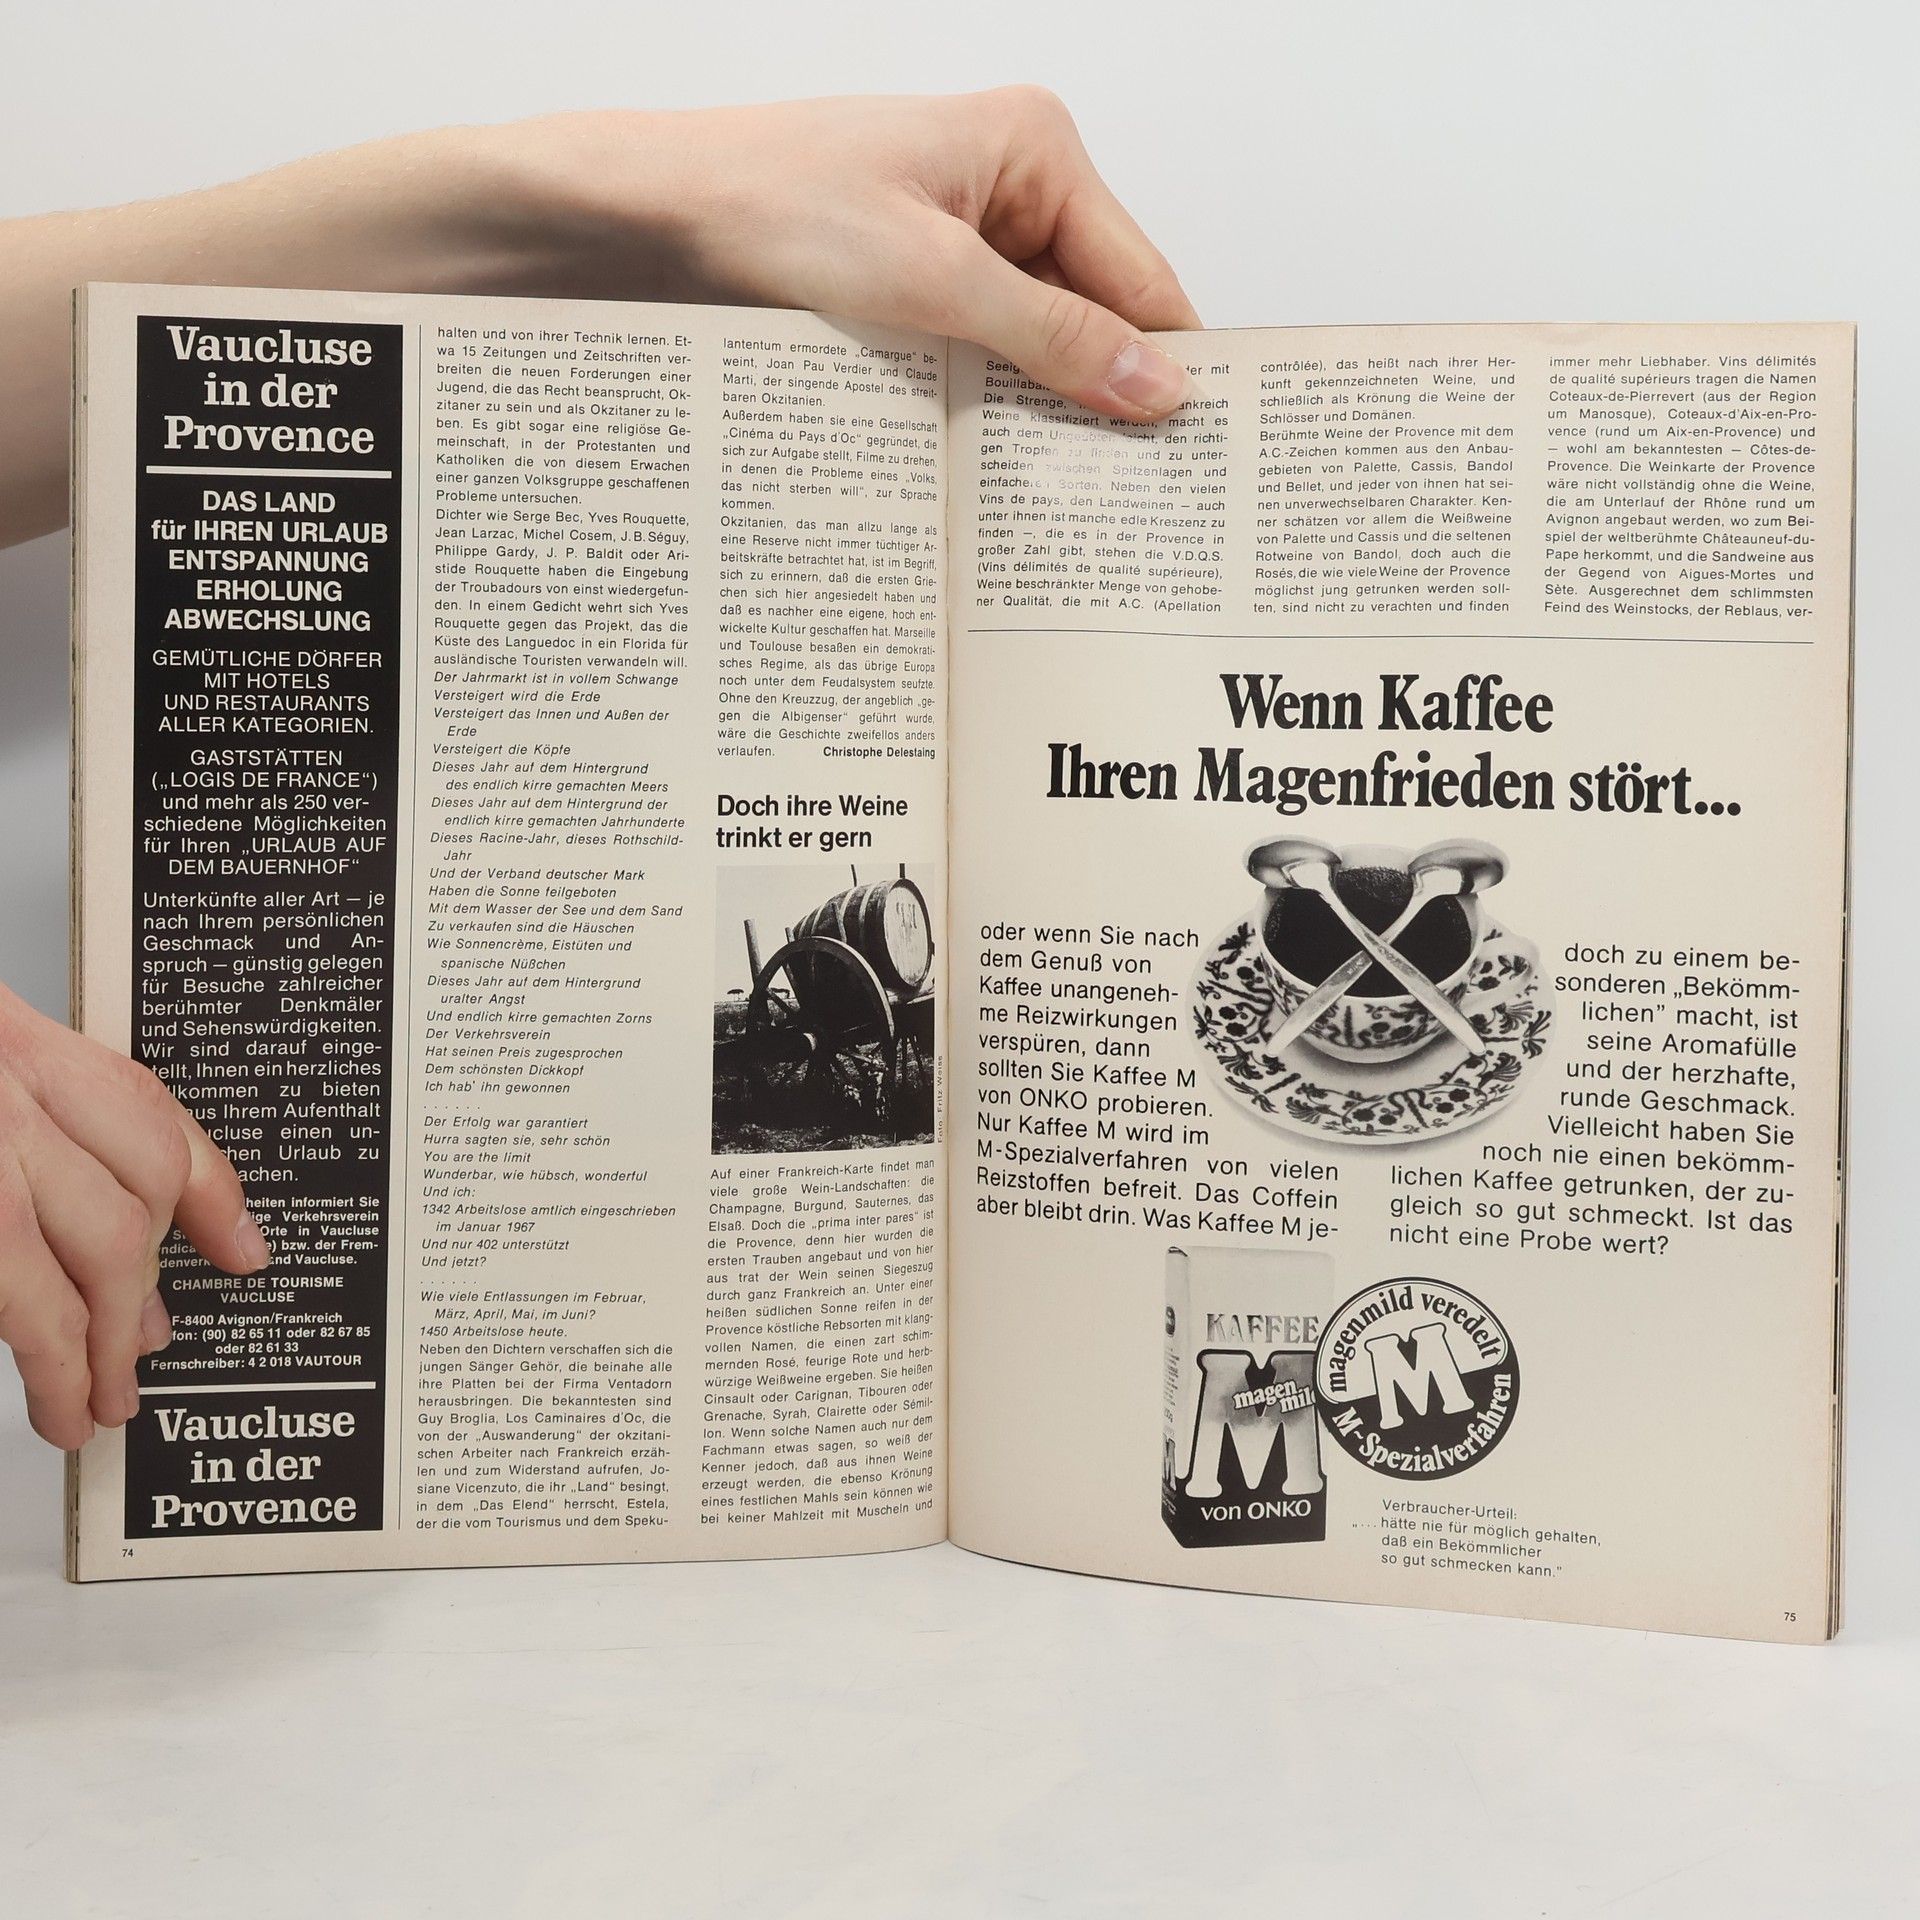 Vaucluse
in der
Provence
DAS LAND
für IHREN URLAUB
ENTSPANNUNG
ERHOLUNG
ABWECHSLUNG
GEMÜTLICHE DÖRFER
MIT HOTELS
UND RESTAURANTS
ALLER KATEGORIEN.
GASTSTÄTTEN
(„LOGIS DE FRANCE“)
und mehr als 250 ver-
schiedene Möglichkeiten
für Ihren „URLAUB AUF
DEM BAUERNHOF“
Unterkünfte aller Art — je
nach Ihrem persönlichen
Geschmack und An-
spruch — günstig gelegen
für Besuche zahlreicher
berühmter Denkmäler
und Sehenswürdigkeiten.
Wir sind darauf einge-
tellt, Ihnen ein herzliches
lkommen zu bieten
aus Ihrem Aufenthalt
cluse einen un-
chen Urlaub zu
achen.
heiten informiert Sie
ige Verkehrsverein
Orte in Vaucluse
e) bzw. der Frem-
denverk nd Vaucluse.
CHAMBRE DE TOURISME
VAUCLUSE
F-8400 Avignon/Frankreich
fon: (90) 82 65 11 oder 82 67 85
oder 82 61 33
Fernschreiber: 4 2 018 VAUTOUR
Vaucluse
in der
Provence
74
halten und von ihrer Technik lernen. Et-
wa 15 Zeitungen und Zeitschriften ver-
breiten die neuen Forderungen einer
Jugend, die das Recht beansprucht, Ok-
zitaner zu sein und als Okzitaner zu le-
ben. Es gibt sogar eine religiöse Ge-
meinschaft, in der Protestanten und
Katholiken die von diesem Erwachen
einer ganzen Volksgruppe geschaffenen
Probleme untersuchen.
Dichter wie Serge Bec, Yves Rouquette,
Jean Larzac, Michel Cosem, J. B. Séguy,
Philippe Gardy, J. P. Baldit oder Ari-
stide Rouquette haben die Eingebung
der Troubadours von einst wiedergefun-
den. In einem Gedicht wehrt sich Yves
Rouquette gegen das Projekt, das die
Küste des Languedoc in ein Florida für
ausländische Touristen verwandeln will.
Der Jahrmarkt ist in vollem Schwange
Versteigert wird die Erde
Versteigert das Innen und Außen der
Erde
Versteigert die Köpfe
Dieses Jahr auf dem Hintergrund
des endlich kirre gemachten Meers
Dieses Jahr auf dem Hintergrund der
endlich kirre gemachten Jahrhunderte
Dieses Racine-Jahr, dieses Rothschild-
Jahr
Und der Verband deutscher Mark
Haben die Sonne feilgeboten
Mit dem Wasser der See und dem Sand
Zu verkaufen sind die Häuschen
Wie Sonnencrème, Eistüten und
spanische Nüßchen
Dieses Jahr auf dem Hintergrund
uralter Angst
Und endlich kirre gemachten Zorns
Der Verkehrsverein
Hat seinen Preis zugesprochen
Dem schönsten Dickkopf
Ich hab' ihn gewonnen
. . . . . .
Der Erfolg war garantiert
Hurra sagten sie, sehr schön
You are the limit
Wunderbar, wie hübsch, wonderful
Und ich:
1342 Arbeitslose amtlich eingeschrieben
im Januar 1967
Und nur 402 unterstützt
Und jetzt?
. . . . . .
Wie viele Entlassungen im Februar,
März, April, Mai, im Juni?
1450 Arbeitslose heute.
Neben den Dichtern verschaffen sich die
jungen Sänger Gehör, die beinahe alle
ihre Platten bei der Firma Ventadorn
herausbringen. Die bekanntesten sind
Guy Broglia, Los Caminaires d'Oc, die
von der „Auswanderung“ der okzitani-
schen Arbeiter nach Frankreich erzäh-
len und zum Widerstand aufrufen, Jo-
siane Vicenzuto, die ihr „Land“ besingt,
in dem „Das Elend“ herrscht, Estela,
der die vom Tourismus und dem Speku-
lantentum ermordete „Camargue“ be-
weint, Joan Pau Verdier und Claude
Marti, der singende Apostel des streit-
baren Okzitanien.
Außerdem haben sie eine Gesellschaft
„Cinéma du Pays d'Oc“ gegründet, die
sich zur Aufgabe stellt, Filme zu drehen,
in denen die Probleme eines „Volks,
das nicht sterben will“, zur Sprache
kommen.
Okzitanien, das man allzu lange als
eine Reserve nicht immer tüchtiger Ar-
beitskräfte betrachtet hat, ist im Begriff,
sich zu erinnern, daß die ersten Grie-
chen sich hier angesiedelt haben und
daß es nachher eine eigene, hoch ent-
wickelte Kultur geschaffen hat. Marseille
und Toulouse besaßen ein demokrati-
sches Regime, als das übrige Europa
noch unter dem Feudalsystem seufzte.
Ohne den Kreuzzug, der angeblich „ge-
gen die Albigenser“ geführt wurde,
wäre die Geschichte zweifellos anders
verlaufen. Christophe Delestaing
Doch ihre Weine
trinkt er gern
Foto: Fritz Weiss
Auf einer Frankreich-Karte findet man
viele große Wein-Landschaften: die
Champagne, Burgund, Sauternes, das
Elsaß. Doch die „prima inter pares“ ist
die Provence, denn hier wurden die
ersten Trauben angebaut und von hier
aus trat der Wein seinen Siegeszug
durch ganz Frankreich an. Unter einer
heißen südlichen Sonne reifen in der
Provence köstliche Rebsorten mit klang-
vollen Namen, die einen zart schim-
mernden Rosé, feurige Rote und herb-
würzige Weißweine ergeben. Sie heißen
Cinsault oder Carignan, Tibouren oder
Grenache, Syrah, Clairette oder Sémil-
lon. Wenn solche Namen auch nur dem
Fachmann etwas sagen, so weiß der
Kenner jedoch, daß aus ihnen Weine
erzeugt werden, die ebenso Krönung
eines festlichen Mahls sein können wie
bei keiner Mahlzeit mit Muscheln und
Seeig der mit
Bouillabai
Die Strenge, ankreich
Weine klassifiziert werden, macht es
auch dem Ungeübten leicht, den richti-
gen Tropfen zu finden und zu unter-
scheiden zwischen Spitzenlagen und
einfachen Sorten. Neben den vielen
Vins de pays, den Landweinen — auch
unter ihnen ist manche edle Kreszenz zu
finden —, die es in der Provence in
großer Zahl gibt, stehen die V.D.Q.S.
(Vins délimités de qualité supérieure),
Weine beschränkter Menge von gehobe-
ner Qualität, die mit A.C. (Apellation
contrôlée), das heißt nach ihrer Her-
kunft gekennzeichneten Weine, und
schließlich als Krönung die Weine der
Schlösser und Domänen.
Berühmte Weine der Provence mit dem
A.C.-Zeichen kommen aus den Anbau-
gebieten von Palette, Cassis, Bandol
und Bellet, und jeder von ihnen hat sei-
nen unverwechselbaren Charakter. Ken-
ner schätzen vor allem die Weißweine
von Palette und Cassis und die seltenen
Rotweine von Bandol, doch auch die
Rosés, die wie viele Weine der Provence
möglichst jung getrunken werden soll-
ten, sind nicht zu verachten und finden
immer mehr Liebhaber. Vins délimités
de qualité supérieurs tragen die Namen
Coteaux-de-Pierrevert (aus der Region
um Manosque), Coteaux-d'Aix-en-Pro-
vence (rund um Aix-en-Provence) und
— wohl am bekanntesten — Côtes-de-
Provence. Die Weinkarte der Provence
wäre nicht vollständig ohne die Weine,
die am Unterlauf der Rhône rund um
Avignon angebaut werden, wo zum Bei-
spiel der weltberühmte Châteauneuf-du-
Pape herkommt, und die Sandweine aus
der Gegend von Aigues-Mortes und
Sète. Ausgerechnet dem schlimmsten
Feind des Weinstocks, der Reblaus, ver-
Wenn Kaffee
Ihren Magenfrieden stört...
oder wenn Sie nach
dem Genuß von
Kaffee unangeneh-
me Reizwirkungen
verspüren, dann
sollten Sie Kaffee M
von ONKO probieren.
Nur Kaffee M wird im
M-Spezialverfahren von vielen
Reizstoffen befreit. Das Coffein
aber bleibt drin. Was Kaffee M je-
doch zu einem be-
sonderen „Bekömm-
lichen” macht, ist
seine Aromafülle
und der herzhafte,
runde Geschmack.
Vielleicht haben Sie
noch nie einen bekömm-
lichen Kaffee getrunken, der zu-
gleich so gut schmeckt. Ist das
nicht eine Probe wert?
KAFFEE
M
magen
mild
von ONKO
magenmild veredelt
M
M-Spezialverfahren
Verbraucher-Urteil:
„... hätte nie für möglich gehalten,
daß ein Bekömmlicher
so gut schmecken kann.”
75